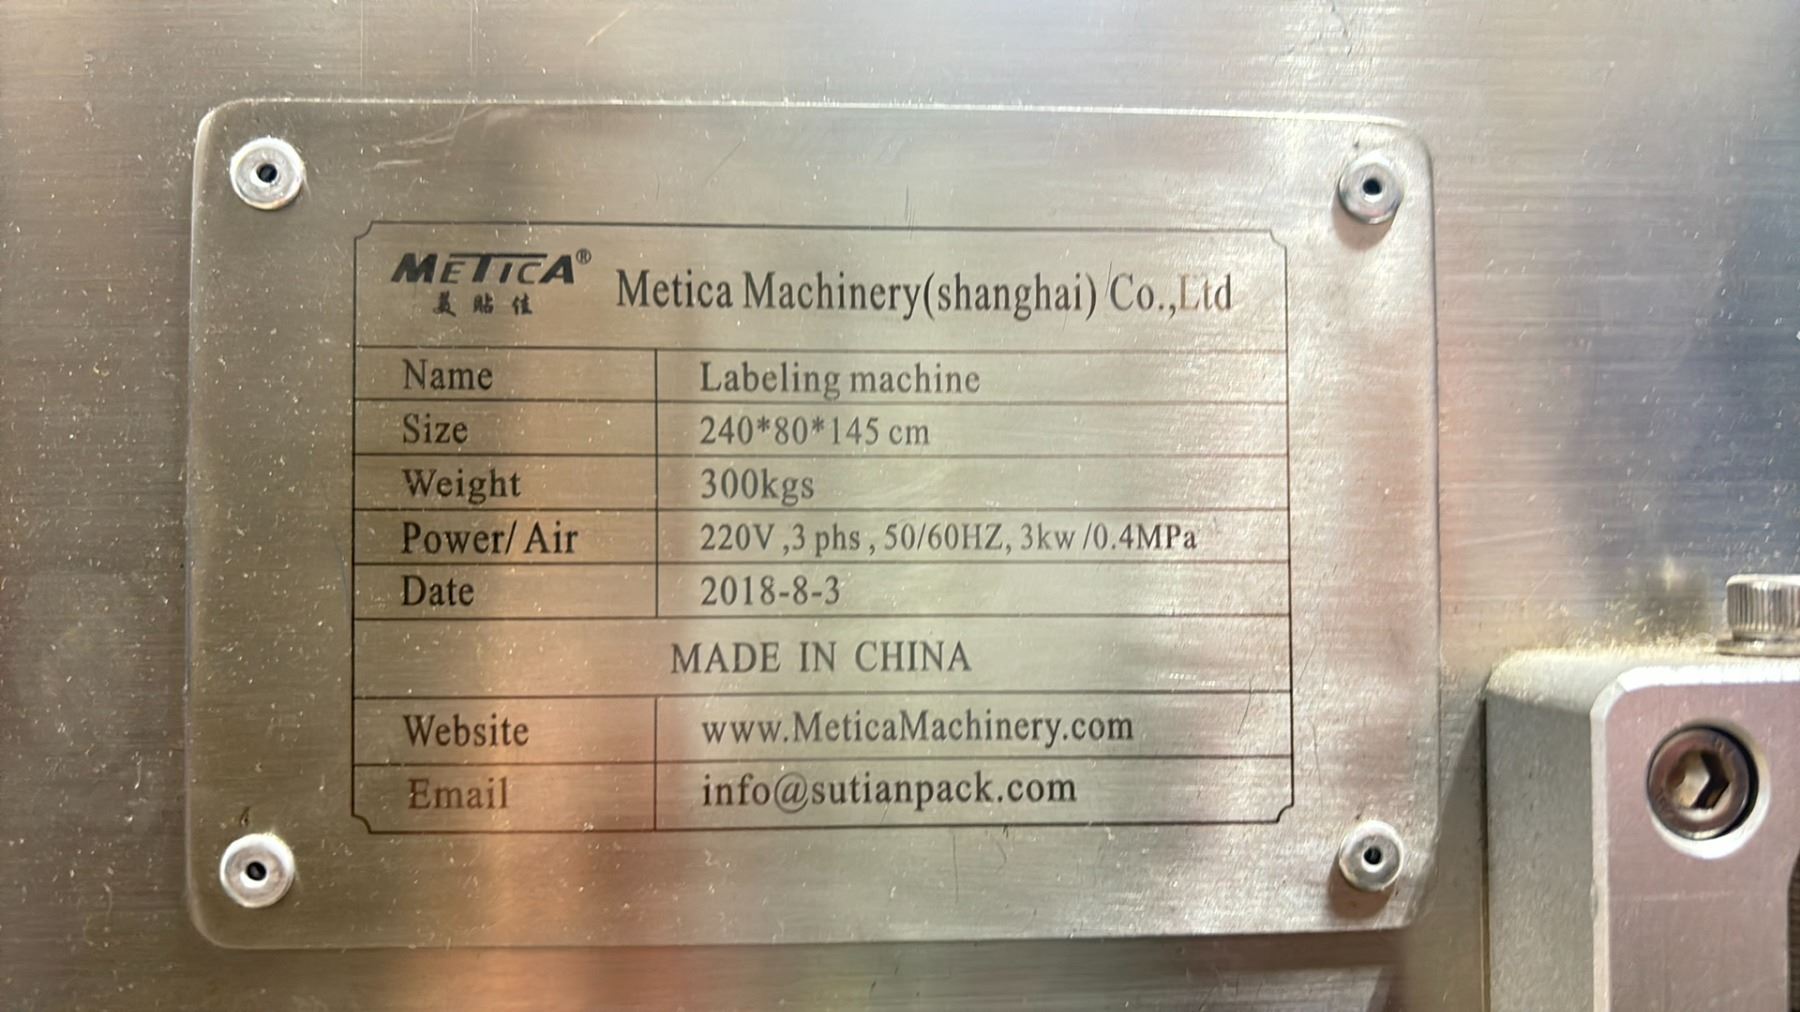 METICA®
美贴佳
Metica Machinery(shanghai) Co.,Ltd
Name Labeling machine
Size 240*80*145 cm
Weight 300kgs
Power/ Air 220V ,3 phs , 50/60HZ, 3kw /0.4MPa
Date 2018-8-3
MADE IN CHINA
Website www.MeticaMachinery.com
Email info@sutianpack.com